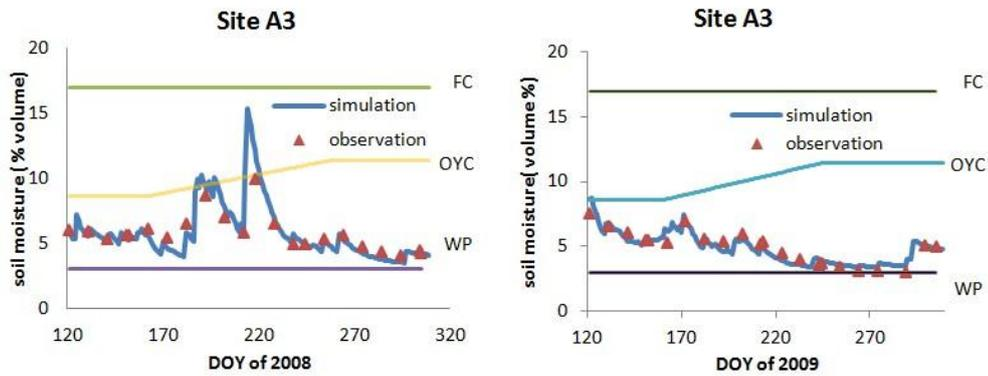 Site A3
soil moisture ( % volume)
20
15
10
5
0
FC
simulation
observation
OYC
WP
120 170 220 270 320
DOY of 2008
Site A3
soil moisture( volume%)
20
15
10
5
0
FC
simulation
observation
OYC
WP
121 171 220 270
DOY of 2009